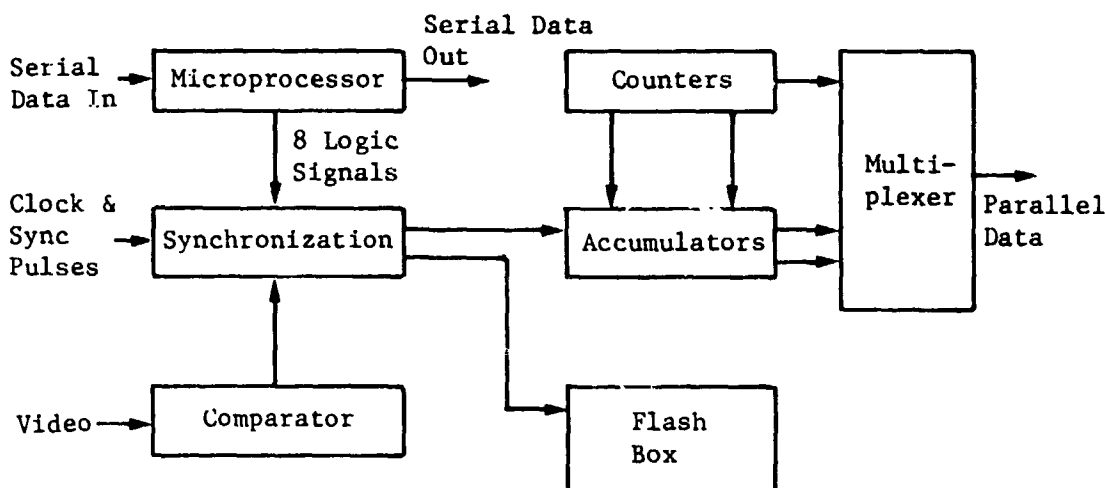 Serial Data
Out
Serial
Data In
Microprocessor
Counters
8 Logic
Signals
Multi-
plexer
Clock &
Sync
Pulses
Synchronization
Accumulators
Parallel
Data
Video
Comparator
Flash
Box